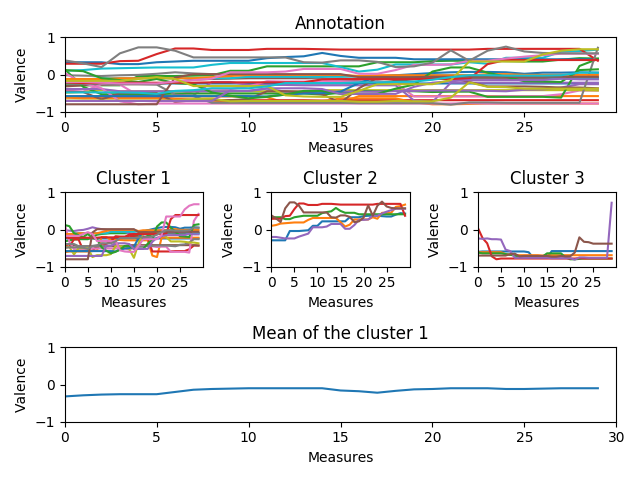 Annotation
1
0
−1
Valence
0 5 10 15 20 25
Measures
Cluster 1 Cluster 2 Cluster 3
1 1 1
0 0 0
−1 −1 −1
Valence Valence Valence
0 5 10 15 20 25 0 5 10 15 20 25 0 5 10 15 20 25
Measures Measures Measures
Mean of the cluster 1
1
0
−1
Valence
0 5 10 15 20 25 30
Measures